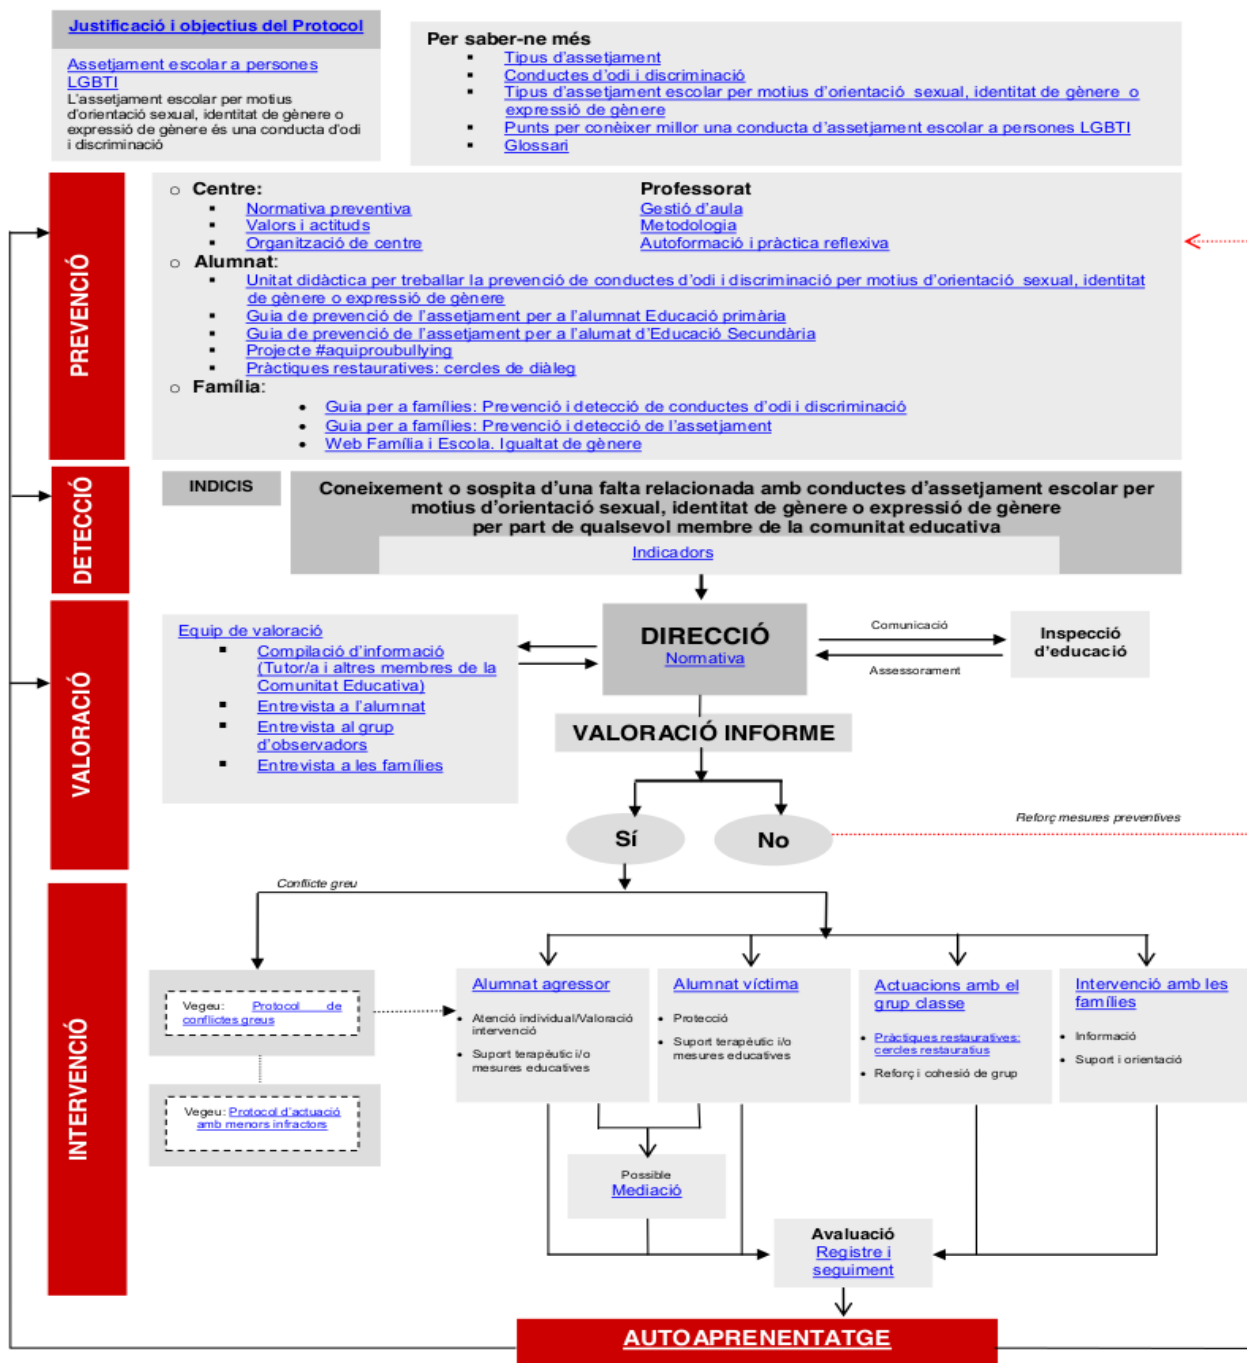 Justificació i objectius del Protocol
Assetjament escolar a persones
LGBTI
L'assetjament escolar per motius
d'orientació sexual, identitat de gènere o
expressió de gènere és una conducta d'odi
i discriminació
Per saber-ne més
Tipus d'assetjament
Conductes d'odi i discriminació
Tipus d'assetjament escolar per motius d'orientació sexual, identitat de gènere o
expressió de gènere
Punts per conèixer millor una conducta d'assetjament escolar a persones LGBTI
Glossari
PREVENCIÓ
Centre:
Normativa preventiva
Valors i actituds
Organització de centre
Professorat
Gestió d'aula
Metodologia
Autoformació i pràctica reflexiva
Alumnat:
Unitat didàctica per treballar la prevenció de conductes d'odi i discriminació per motius d'orientació sexual, identitat
de gènere o expressió de gènere
Guia de prevenció de l'assetjament per a l'alumnat Educació primària
Guia de prevenció de l'assetjament per a l'alumat d'Educació Secundària
Projecte #aquiproubullying
Pràctiques restauratives: cercles de diàleg
Família:
Guia per a famílies: Prevenció i detecció de conductes d'odi i discriminació
Guia per a famílies: Prevenció i detecció de l'assetjament
Web Família i Escola. Igualtat de gènere
DETECCIÓ
INDICIS
Coneixement o sospita d'una falta relacionada amb conductes d'assetjament escolar per
motius d'orientació sexual, identitat de gènere o expressió de gènere
per part de qualsevol membre de la comunitat educativa
Indicadors
VALORACIÓ
Equip de valoració
Compilació d'informació
(Tutor/a i altres membres de la
Comunitat Educativa)
Entrevista a l'alumnat
Entrevista al grup
d'observadors
Entrevista a les famílies
DIRECCIÓ
Normativa
Comunicació
Assessorament
Inspecció
d'educació
VALORACIÓ INFORME
Sí
No
Reforç mesures preventives
INTERVENCIÓ
Conflicte greu
Vegeu: Protocol de
conflictes greus
Vegeu: Protocol d'actuació
amb menors infractors
Alumnat agressor
Atenció individual/Valoració
intervenció
Suport terapèutic i/o
mesures educatives
Alumnat víctima
Protecció
Suport terapèutic i/o
mesures educatives
Actuacions amb el
grup classe
Pràctiques restauratives:
cercles restauratius
Reforç i cohesió de grup
Intervenció amb les
famílies
Informació
Suport i orientació
Possible
Mediació
Avaluació
Registre i
seguiment
AUTOAPRENENTATGE